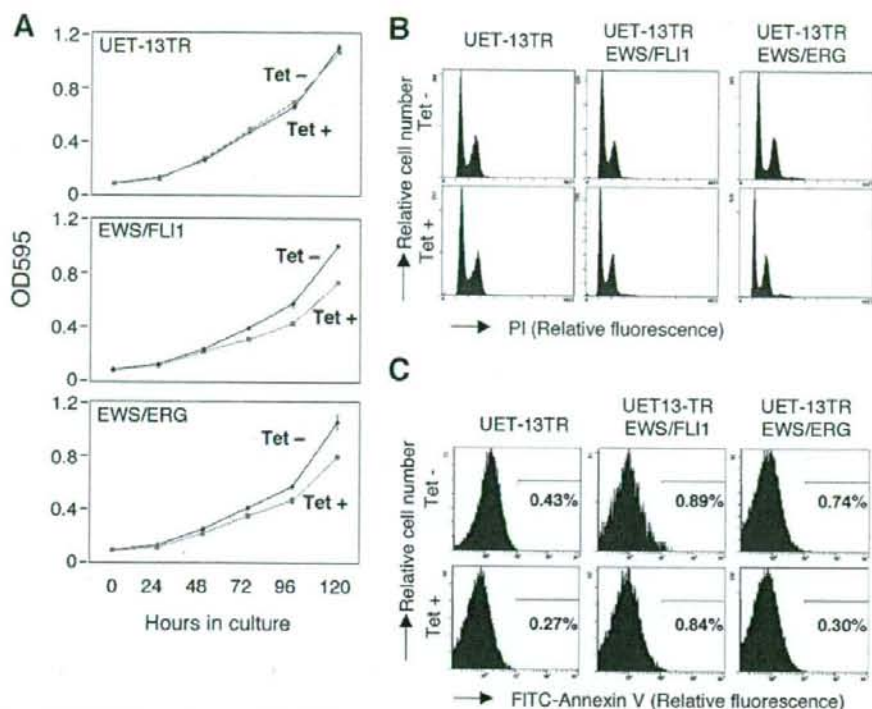 A
UET-13TR
Tet –
Tet +
1.2
0.8
0.4
0
EWS/FLI1
Tet –
Tet +
1.2
0.8
0.4
0
EWS/ERG
Tet –
Tet +
1.2
0.8
0.4
0
OD595
0 24 48 72 96 120
Hours in culture
B
UET-13TR
UET-13TR
EWS/FLI1
UET-13TR
EWS/ERG
Tet -
Tet +
Relative cell number
PI (Relative fluorescence)
C
UET-13TR
UET13-TR
EWS/FLI1
UET-13TR
EWS/ERG
Tet -
0.43%
0.89%
0.74%
Tet +
0.27%
0.84%
0.30%
Relative cell number
FITC-Annexin V (Relative fluorescence)